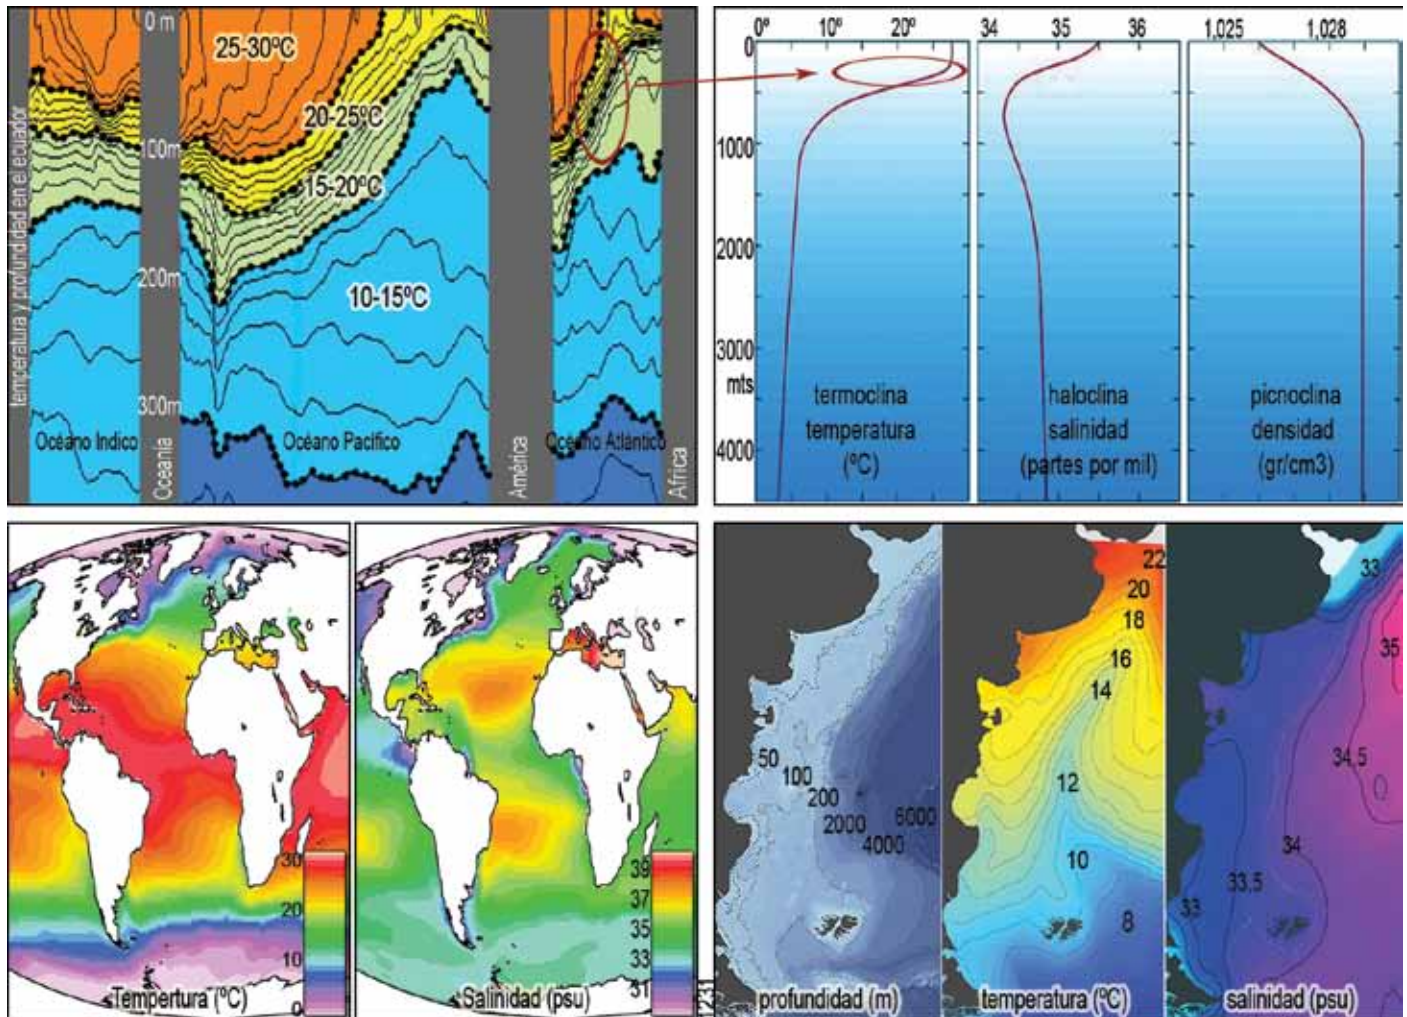 temperatura y profundidad en el ecuador
0 m
100m
200m
300m
25-30ºC
20-25ºC
15-20ºC
10-15ºC
Océano Indico
Oceanía
Océano Pacífico
América
Océano Atlántico
Africa
0º 10º 20º
34 35 36
1,025 1,028
0
1000
2000
3000
mts
4000
termoclina
temperatura
(ºC)
haloclina
salinidad
(partes por mil)
picnoclina
densidad
(gr/cm3)
30
20
10
0
Tempertura (ºC)
39
37
35
33
31
Salinidad (psu)
1231
50
100
200
2000
4000
6000
profundidad (m)
22
20
18
16
14
12
10
8
temperatura (ºC)
33
35
34,5
34
33,5
33
salinidad (psu)